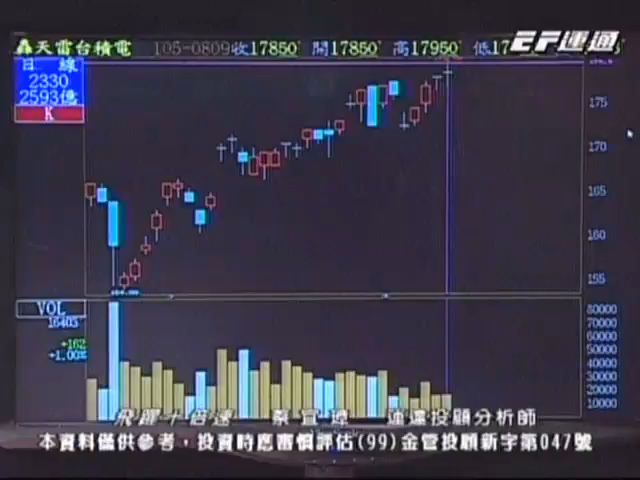 轟天雷台積電 105-0809收17850 開17850 高17950 低17
EF運通
日 線
2330
2593億
K
175
170
165
160
155
VOL
16405
+162
+1.00%
80000
70000
60000
50000
40000
30000
20000
10000
飛躍十倍速 蔡宜璋 運達投顧分析師
本資料僅供參考，投資時應審慎評估(99)金管投顧新字第047號